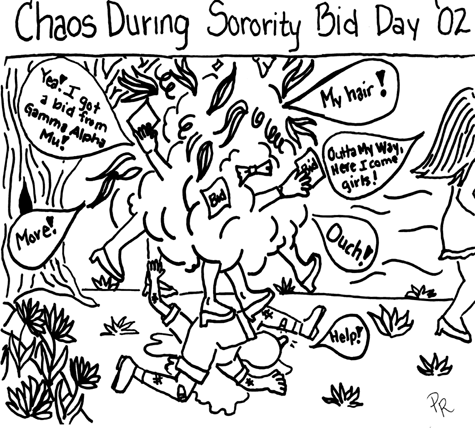 Chaos During Sorority Bid Day '02
Yea! I got
a bid from
Gamma Alpha
Mu!
My hair!
Outta My Way,
Here I come
girls!
Bid
Bid
Move!
Ouch!
Help!
PR